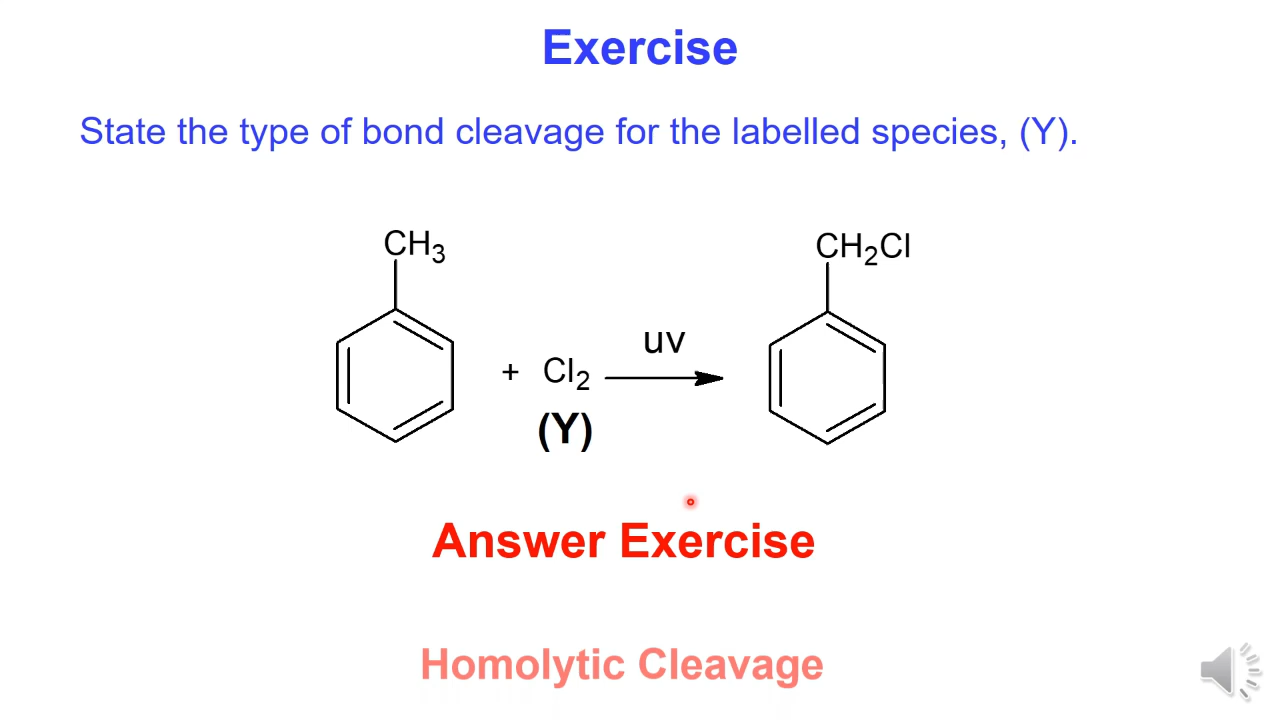 Exercise
State the type of bond cleavage for the labelled species, (Y).
CH3 CH2Cl
uv
+ Cl2
(Y)
Answer Exercise
Homolytic Cleavage